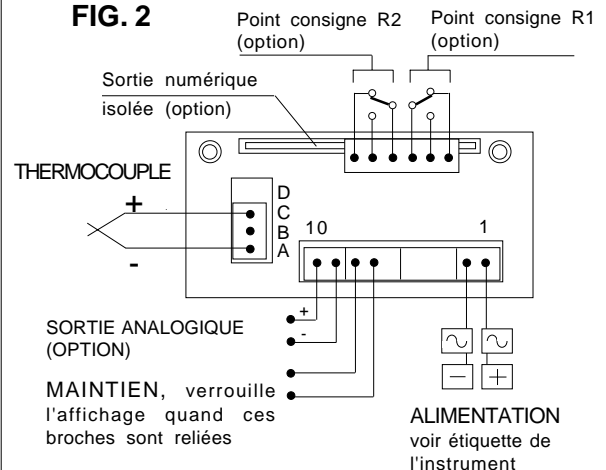 FIG. 2
Point consigne R2
(option)
Point consigne R1
(option)
Sortie numérique
isolée (option)
THERMOCOUPLE
+
-
D
C
B
A
10
1
+
-
SORTIE ANALOGIQUE
(OPTION)
MAINTIEN, verrouille
l'affichage quand ces
broches sont reliées
− +
ALIMENTATION
voir étiquette de
l'instrument